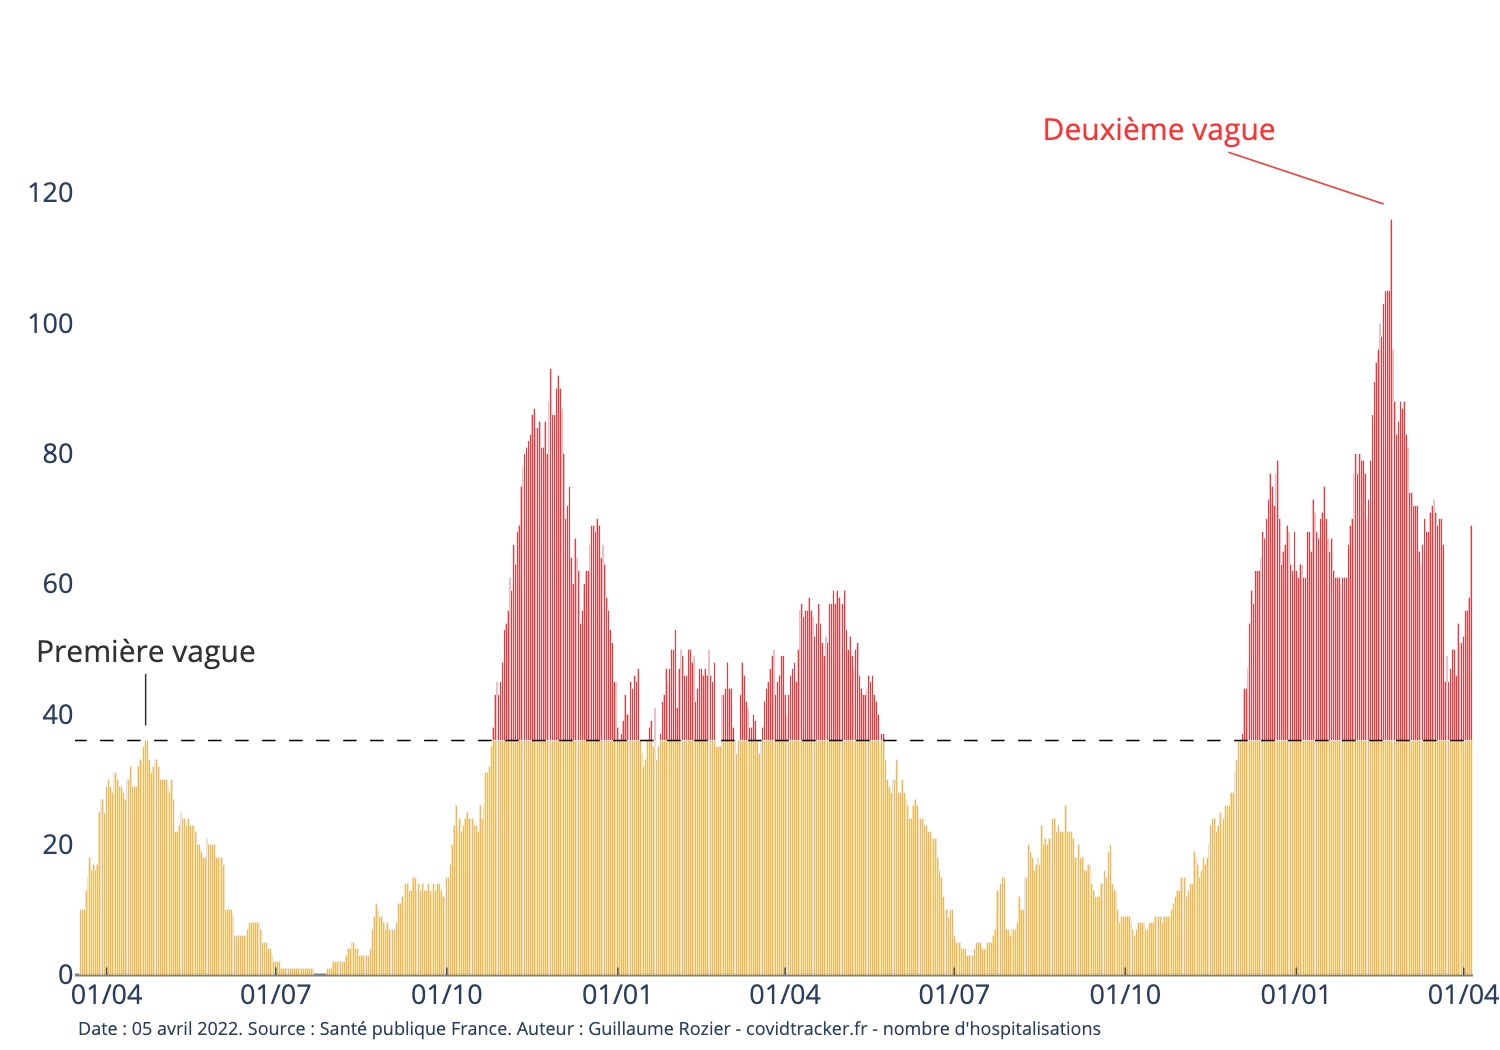 Deuxième vague
120
100
80
60
Première vague
40
20
0
01/04 01/07 01/10 01/01 01/04 01/07 01/10 01/01 01/04
Date : 05 avril 2022. Source : Santé publique France. Auteur : Guillaume Rozier - covidtracker.fr - nombre d'hospitalisations